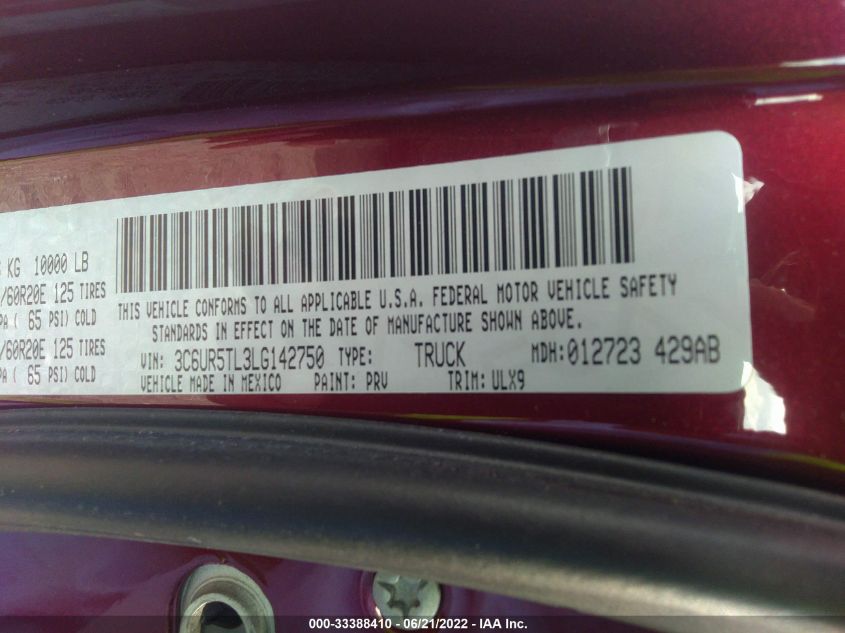 KG 10000 LB
/60R20E 125 TIRES
PA ( 65 PSI) COLD
/60R20E 125 TIRES
PA ( 65 PSI) COLD
THIS VEHICLE CONFORMS TO ALL APPLICABLE U.S.A. FEDERAL MOTOR VEHICLE SAFETY
STANDARDS IN EFFECT ON THE DATE OF MANUFACTURE SHOWN ABOVE.
VIN: 3C6UR5TL3LG142750 TYPE: TRUCK MDH:012723 429AB
VEHICLE MADE IN MEXICO PAINT: PRV TRIM: ULX9
000-33388410 - 06/21/2022 - IAA Inc.